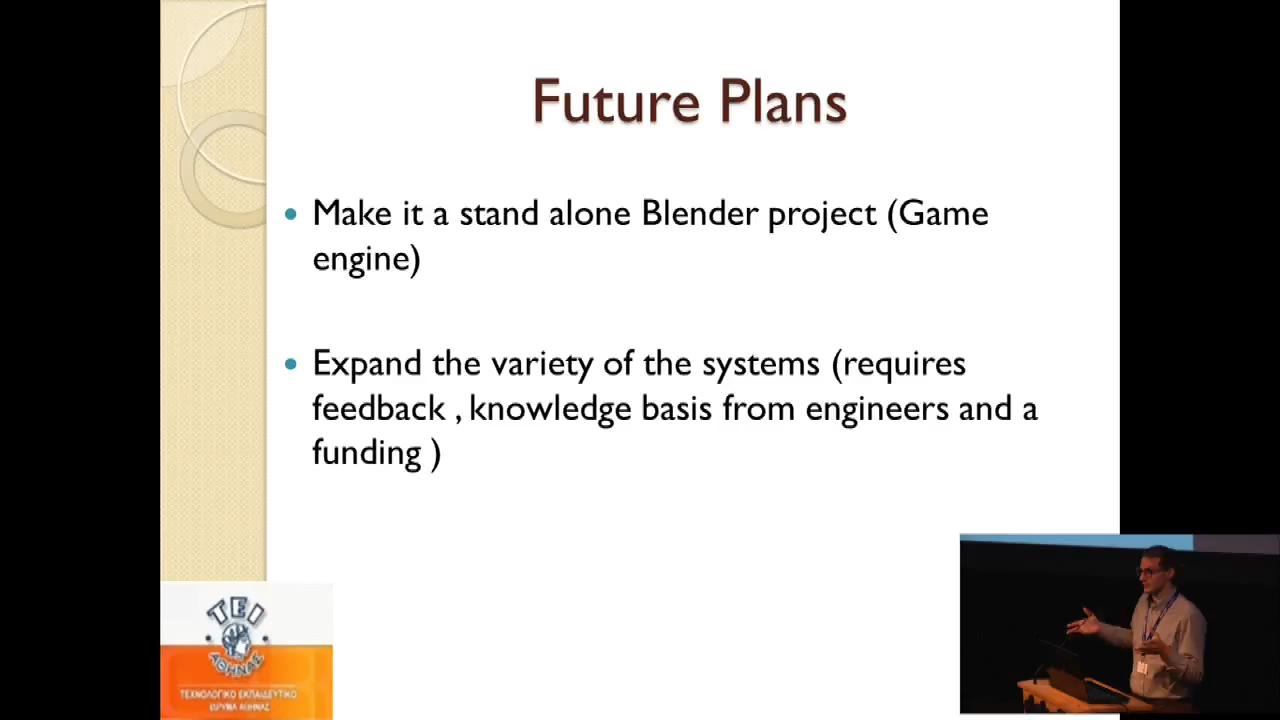 Future Plans
Make it a stand alone Blender project (Game
engine)
Expand the variety of the systems (requires
feedback , knowledge basis from engineers and a
funding )
ΤΕΙ
ΑΘΗΝΑΣ
ΤΕΧΝΟΛΟΓΙΚΟ ΕΚΠΑΙΔΕΥΤΙΚΟ
ΙΔΡΥΜΑ ΑΘΗΝΑΣ